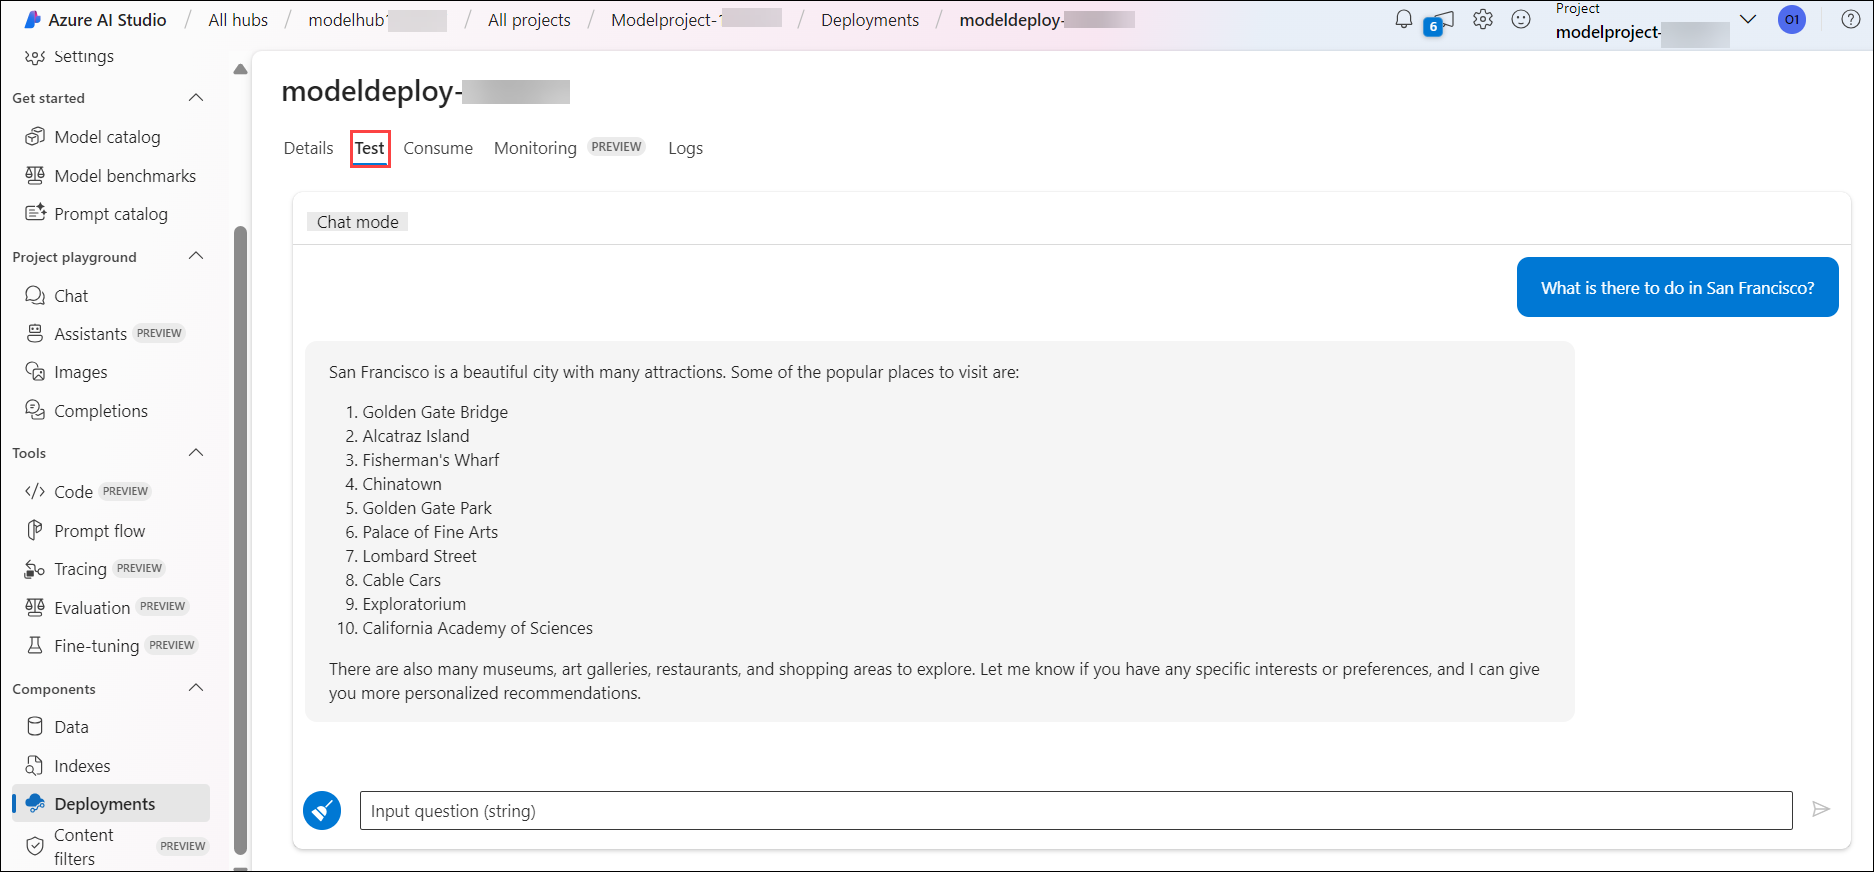 Azure AI Studio / All hubs / modelhub1 / All projects / Modelproject-1 / Deployments / modeldeploy-
6
Project
modelproject-
01
Settings
Get started
Model catalog
Model benchmarks
Prompt catalog
Project playground
Chat
Assistants PREVIEW
Images
Completions
Tools
Code PREVIEW
Prompt flow
Tracing PREVIEW
Evaluation PREVIEW
Fine-tuning PREVIEW
Components
Data
Indexes
Deployments
Content
filters PREVIEW
modeldeploy-
Details Test Consume Monitoring PREVIEW Logs
Chat mode
What is there to do in San Francisco?
San Francisco is a beautiful city with many attractions. Some of the popular places to visit are:
1. Golden Gate Bridge
2. Alcatraz Island
3. Fisherman's Wharf
4. Chinatown
5. Golden Gate Park
6. Palace of Fine Arts
7. Lombard Street
8. Cable Cars
9. Exploratorium
10. California Academy of Sciences
There are also many museums, art galleries, restaurants, and shopping areas to explore. Let me know if you have any specific interests or preferences, and I can give
you more personalized recommendations.
Input question (string)